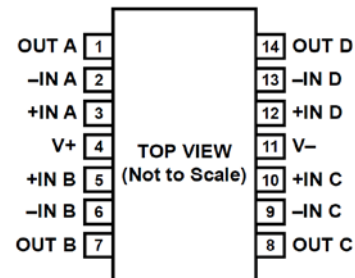 OUT A 1 14 OUT D
–IN A 2 13 –IN D
+IN A 3 12 +IN D
V+ 4 TOP VIEW 11 V–
+IN B 5 (Not to Scale) 10 +IN C
–IN B 6 9 –IN C
OUT B 7 8 OUT C